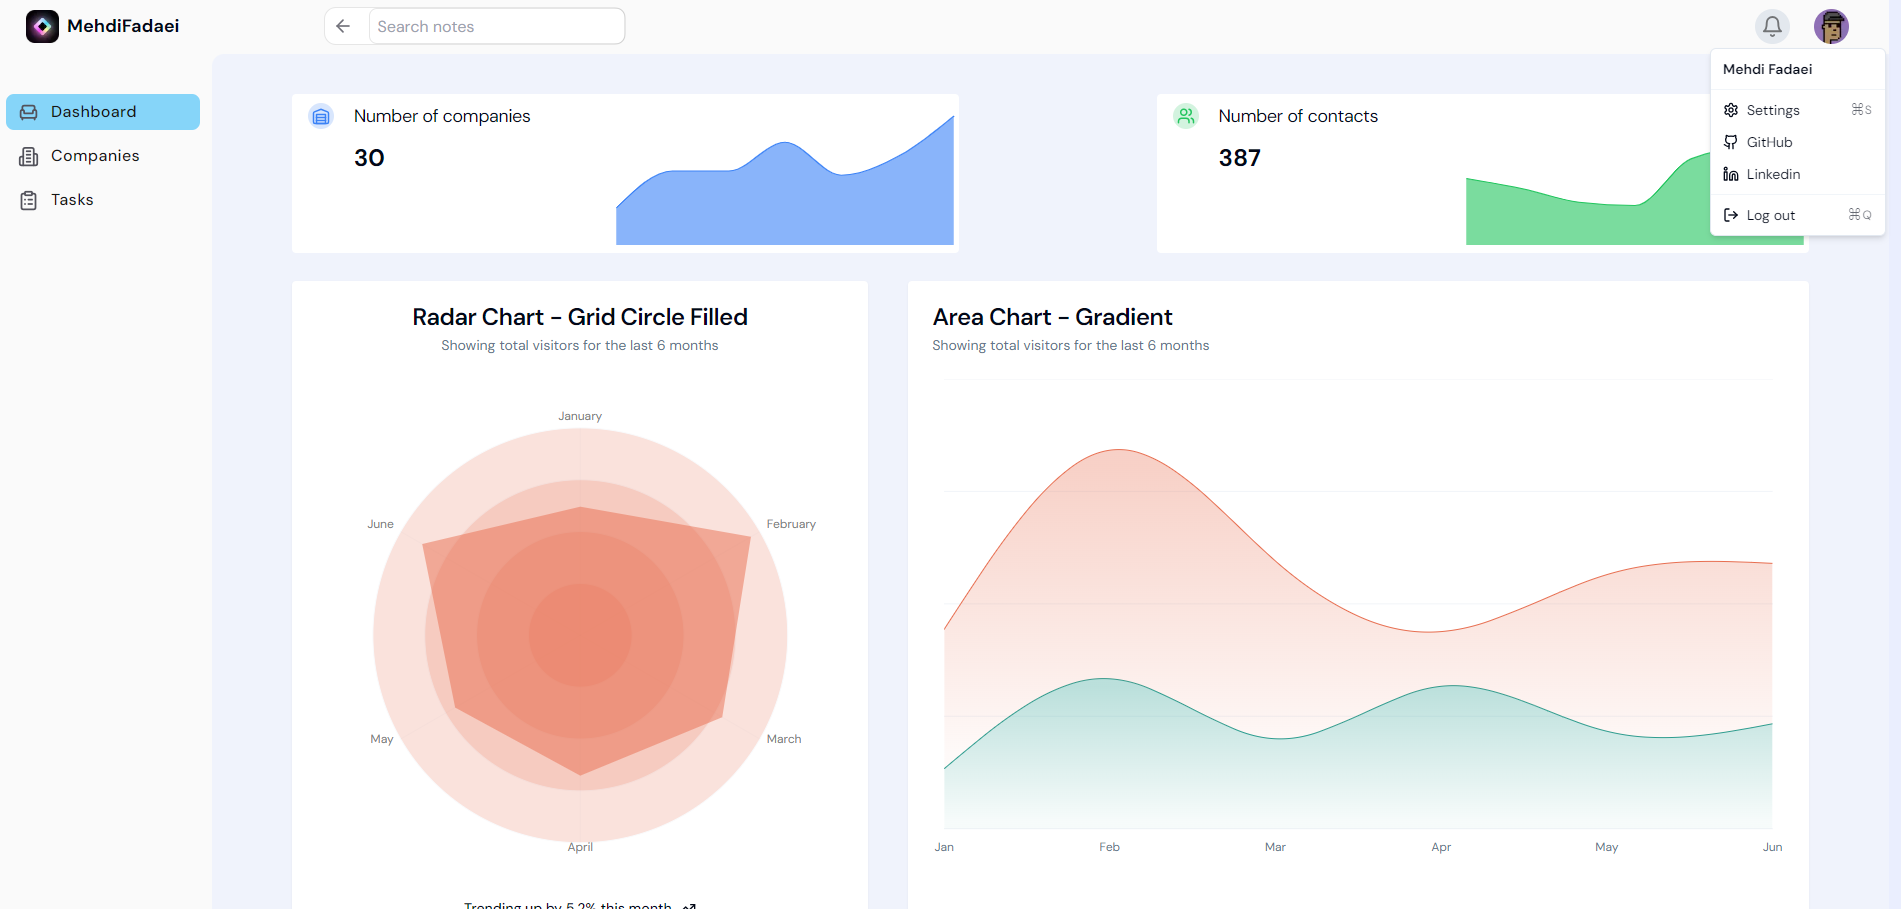 MehdiFadaei
Search notes
Mehdi Fadaei
Settings ⌘S
GitHub
Linkedin
Log out ⌘Q
Dashboard
Companies
Tasks
Number of companies
30
Number of contacts
387
Radar Chart - Grid Circle Filled
Showing total visitors for the last 6 months
January
February
March
April
May
June
Trending up by 5.2% this month
Area Chart - Gradient
Showing total visitors for the last 6 months
Jan Feb Mar Apr May Jun